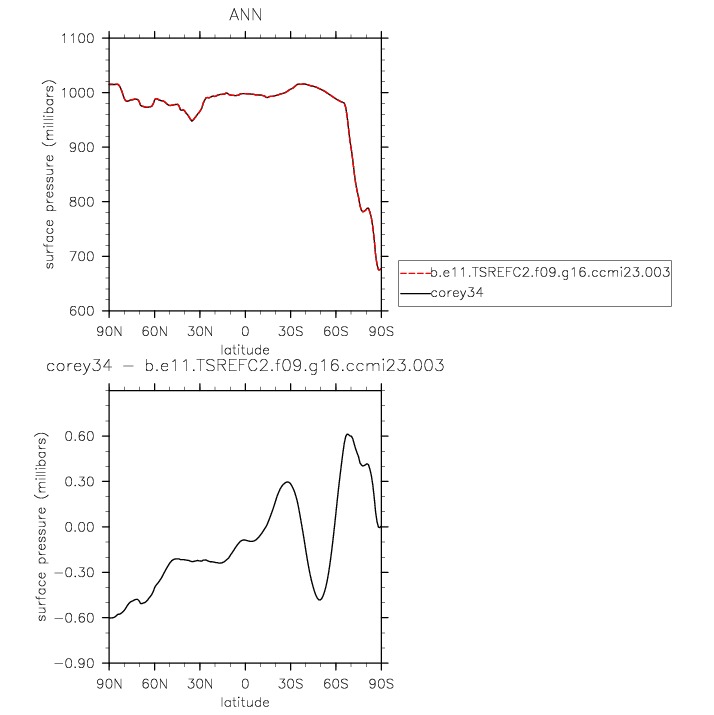 ANN
1100
1000
900
800
700
600
surface pressure (millibars)
90N 60N 30N 0 30S 60S 90S
latitude
b.e11.TSREFC2.f09.g16.ccmi23.003
corey34
corey34 − b.e11.TSREFC2.f09.g16.ccmi23.003
0.60
0.30
0.00
−0.30
−0.60
−0.90
surface pressure (millibars)
90N 60N 30N 0 30S 60S 90S
latitude